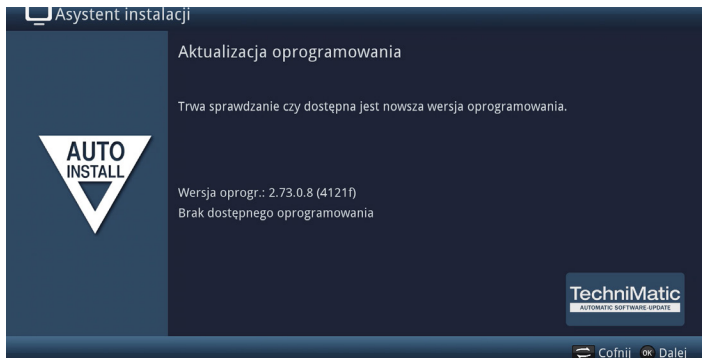 Asystent instalacji
Aktualizacja oprogramowania
Trwa sprawdzanie czy dostępna jest nowsza wersja oprogramowania.
AUTO
INSTALL
Wersja oprogr.: 2.73.0.8 (4121f)
Brak dostępnego oprogramowania
TechniMatic
AUTOMATIC SOFTWARE-UPDATE
Cofnij OK Dalej